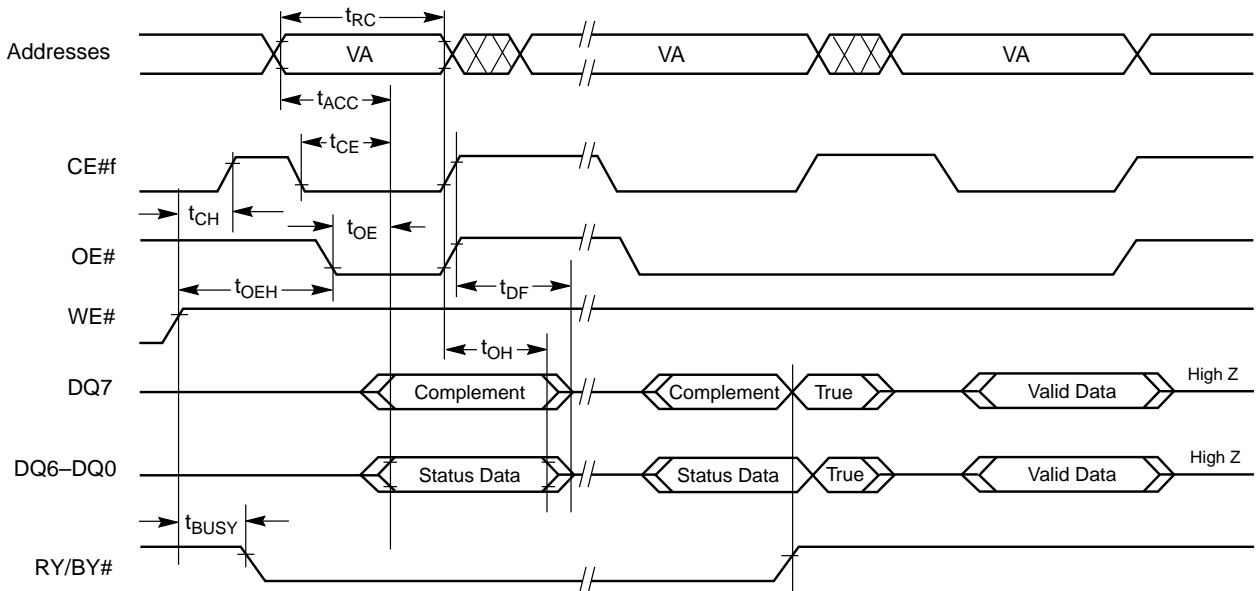 tRC
Addresses VA VA VA
tACC
tCE
CE#f
tCH tOE
OE#
tOEH tDF
WE#
tOH
DQ7 Complement Complement True Valid Data High Z
DQ6–DQ0 Status Data Status Data True Valid Data High Z
tBUSY
RY/BY#